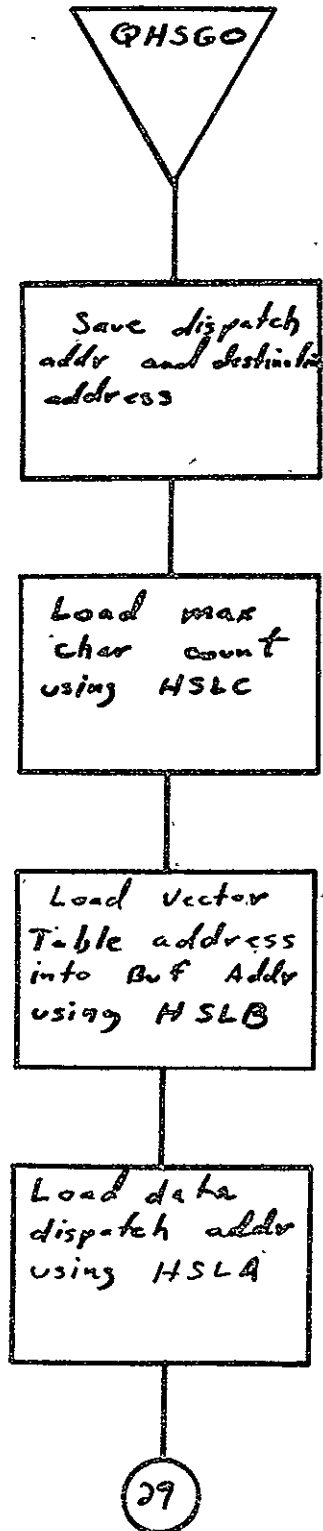 QHSGO
Save dispatch
addr and destination
address
Load max
char count
using HSLC
Load Vector
Table address
into Buf Addr
using HSLB
Load data
dispatch addr
using HSLA
29